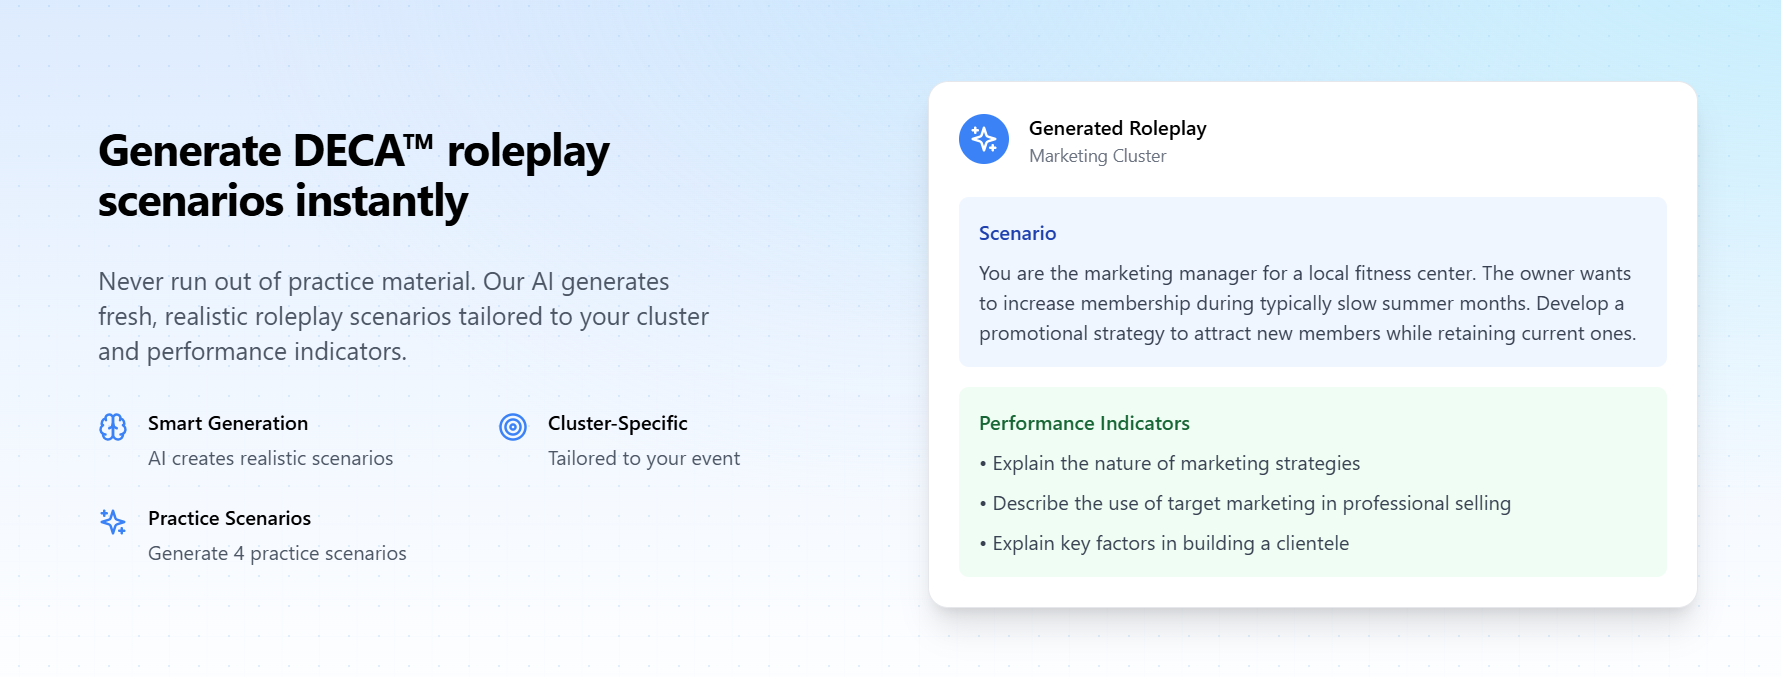 Generate DECA™ roleplay
scenarios instantly
Never run out of practice material. Our AI generates
fresh, realistic roleplay scenarios tailored to your cluster
and performance indicators.
Smart Generation
AI creates realistic scenarios
Cluster-Specific
Tailored to your event
Practice Scenarios
Generate 4 practice scenarios
Generated Roleplay
Marketing Cluster
Scenario
You are the marketing manager for a local fitness center. The owner wants
to increase membership during typically slow summer months. Develop a
promotional strategy to attract new members while retaining current ones.
Performance Indicators
• Explain the nature of marketing strategies
• Describe the use of target marketing in professional selling
• Explain key factors in building a clientele